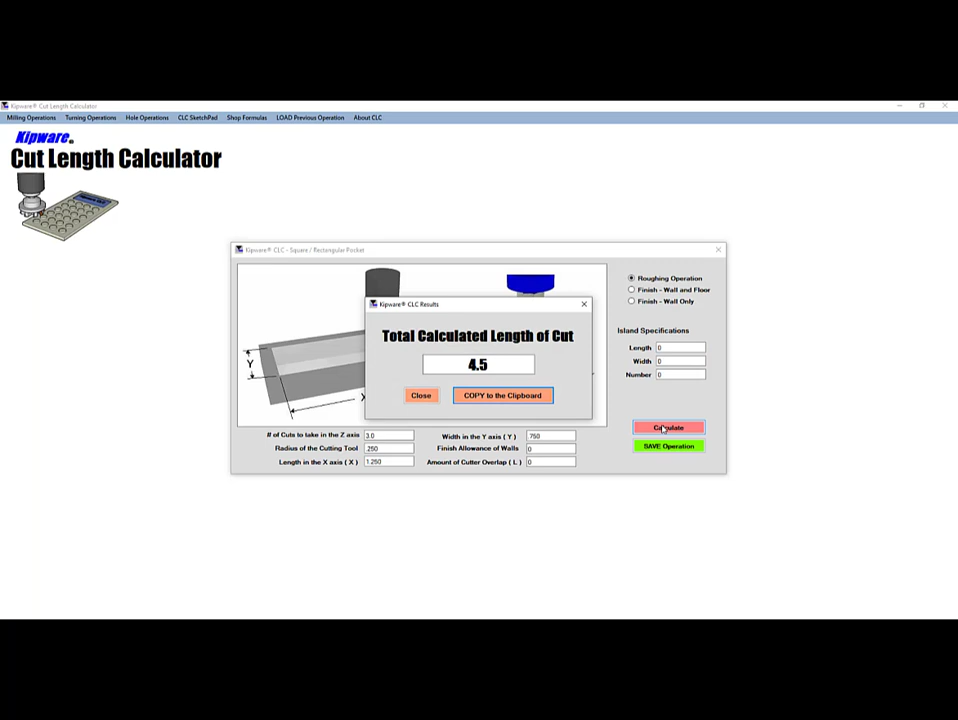 Kipware® Cut Length Calculator
Milling Operations Turning Operations Hole Operations CLC SketchPad Shop Formulas LOAD Previous Operation About CLC
Kipware®
Cut Length Calculator
Kipware® CLC - Square / Rectangular Pocket
Roughing Operation
Finish - Wall and Floor
Finish - Wall Only
Kipware® CLC Results
Total Calculated Length of Cut
4.5
Close COPY to the Clipboard
Y
X
Island Specifications
Length 0
Width 0
Number 0
Calculate
SAVE Operation
# of Cuts to take in the Z axis 3.0 Width in the Y axis ( Y ) .750
Radius of the Cutting Tool .250 Finish Allowance of Walls 0
Length in the X axis ( X ) 1.250 Amount of Cutter Overlap ( L ) 0